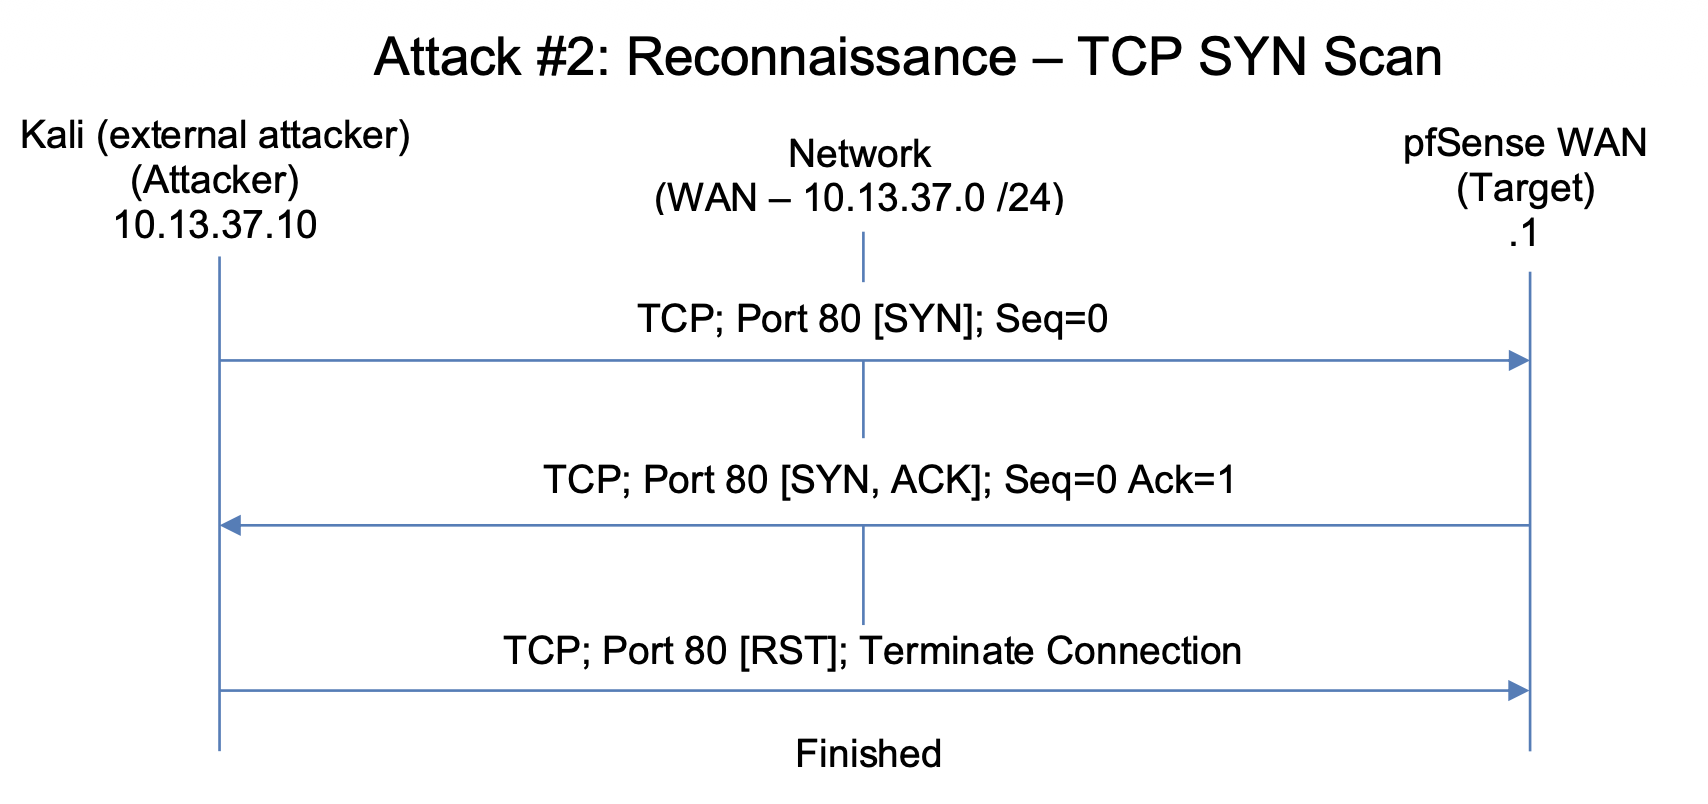 Attack #2: Reconnaissance – TCP SYN Scan
Kali (external attacker)
(Attacker)
10.13.37.10
Network
(WAN – 10.13.37.0 /24)
pfSense WAN
(Target)
.1
TCP; Port 80 [SYN]; Seq=0
TCP; Port 80 [SYN, ACK]; Seq=0 Ack=1
TCP; Port 80 [RST]; Terminate Connection
Finished